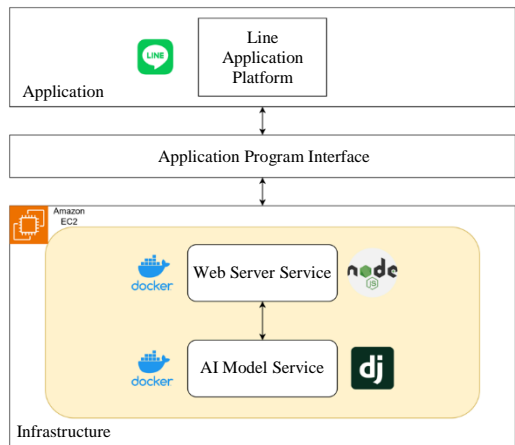 LINE
Line
Application
Platform
Application
Application Program Interface
Amazon
EC2
docker
Web Server Service
node
JS
docker
AI Model Service
dj
Infrastructure